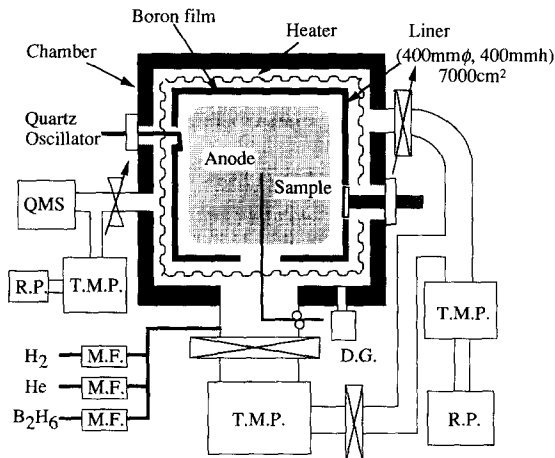 Boron film
Heater
Chamber
Liner
(400mmϕ, 400mmh)
7000cm²
Quartz
Oscillator
Anode
Sample
QMS
R.P.
T.M.P.
T.M.P.
D.G.
H₂
M.F.
He
M.F.
B₂H₆
M.F.
T.M.P.
R.P.